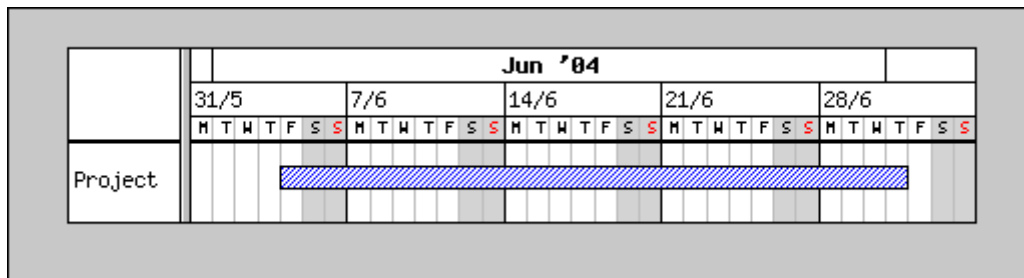 Jun '04
31/5 7/6 14/6 21/6 28/6
M T W T F S S M T W T F S S M T W T F S S M T W T F S S M T W T F S S
Project